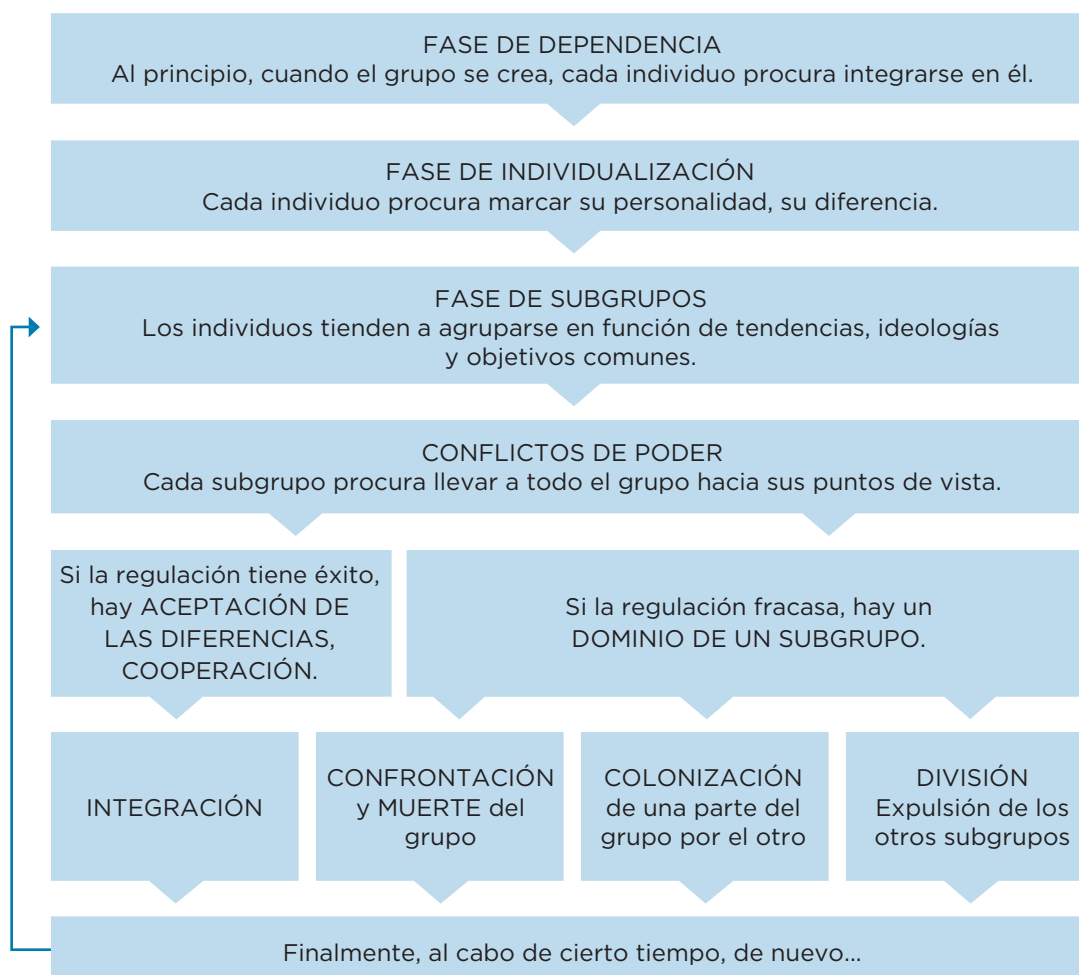 FASE DE DEPENDENCIA
Al principio, cuando el grupo se crea, cada individuo procura integrarse en él.
FASE DE INDIVIDUALIZACIÓN
Cada individuo procura marcar su personalidad, su diferencia.
FASE DE SUBGRUPOS
Los individuos tienden a agruparse en función de tendencias, ideologías
y objetivos comunes.
CONFLICTOS DE PODER
Cada subgrupo procura llevar a todo el grupo hacia sus puntos de vista.
Si la regulación tiene éxito,
hay ACEPTACIÓN DE
LAS DIFERENCIAS,
COOPERACIÓN.
Si la regulación fracasa, hay un
DOMINIO DE UN SUBGRUPO.
INTEGRACIÓN
CONFRONTACIÓN
y MUERTE del
grupo
COLONIZACIÓN
de una parte del
grupo por el otro
DIVISIÓN
Expulsión de los
otros subgrupos
Finalmente, al cabo de cierto tiempo, de nuevo...